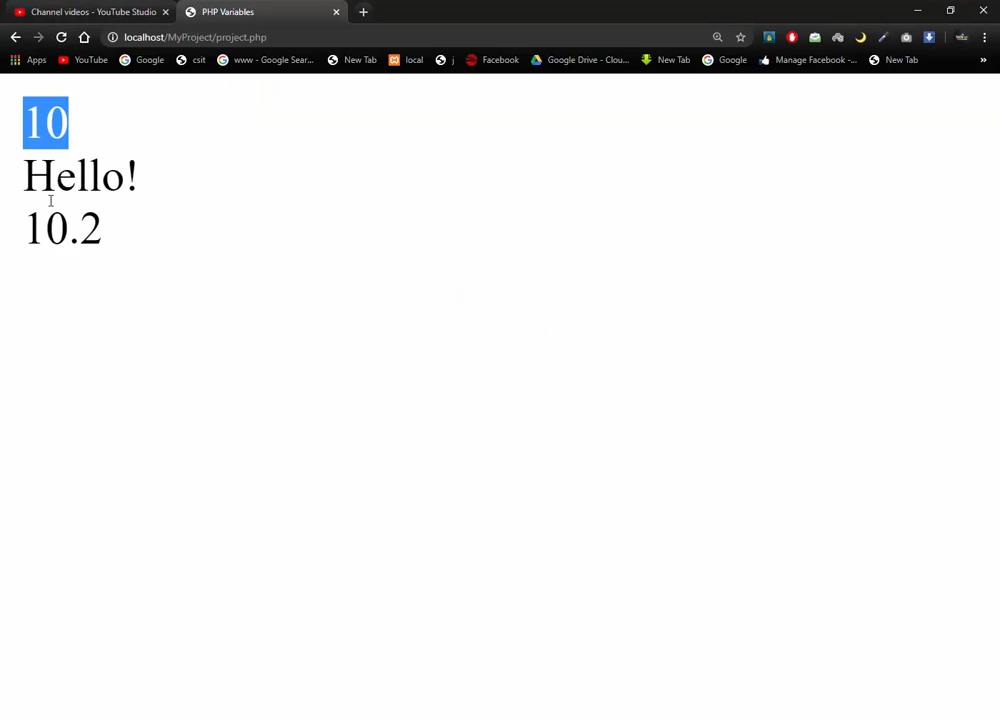 Channel videos - YouTube Studio
PHP Variables
localhost/MyProject/project.php
Apps
YouTube
Google
csit
www - Google Sear...
New Tab
local
j
Facebook
Google Drive - Clou...
New Tab
Google
Manage Facebook -...
New Tab
10
Hello!
10.2